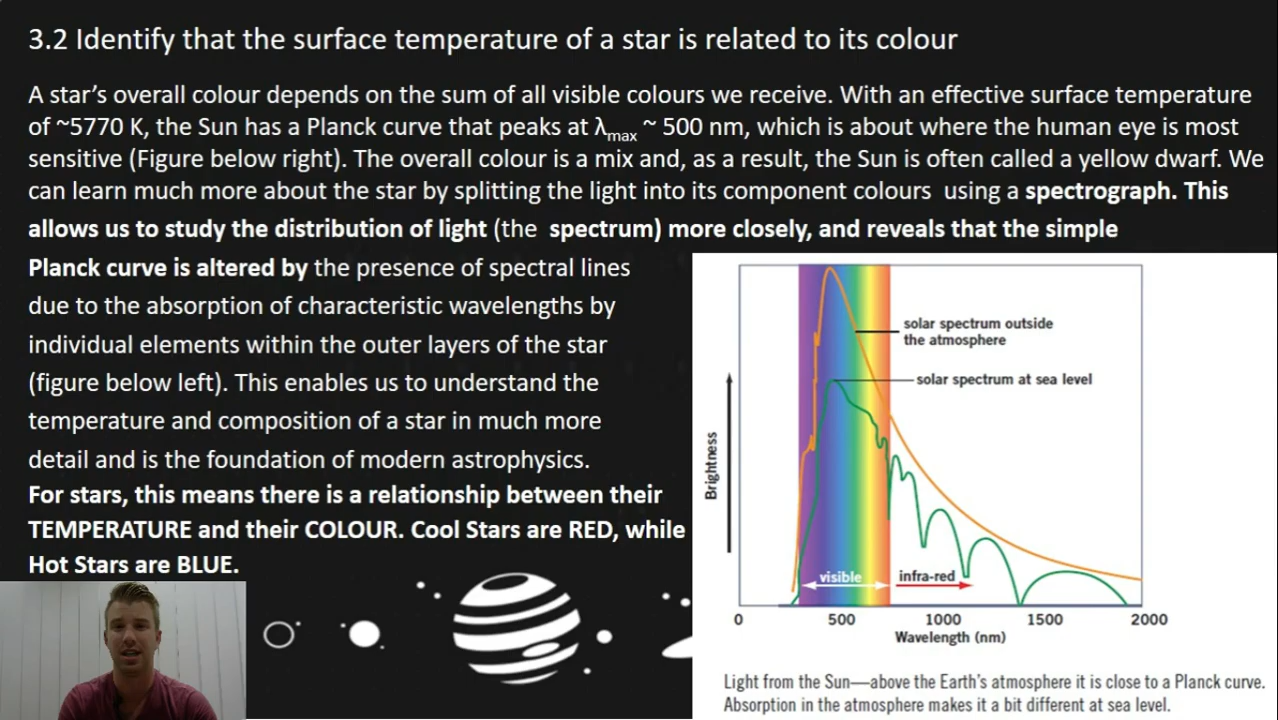 3.2 Identify that the surface temperature of a star is related to its colour
A star's overall colour depends on the sum of all visible colours we receive. With an effective surface temperature
of ~5770 K, the Sun has a Planck curve that peaks at λmax ~ 500 nm, which is about where the human eye is most
sensitive (Figure below right). The overall colour is a mix and, as a result, the Sun is often called a yellow dwarf. We
can learn much more about the star by splitting the light into its component colours using a spectrograph. This
allows us to study the distribution of light (the spectrum) more closely, and reveals that the simple
Planck curve is altered by the presence of spectral lines
due to the absorption of characteristic wavelengths by
individual elements within the outer layers of the star
(figure below left). This enables us to understand the
temperature and composition of a star in much more
detail and is the foundation of modern astrophysics.
For stars, this means there is a relationship between their
TEMPERATURE and their COLOUR. Cool Stars are RED, while
Hot Stars are BLUE.
solar spectrum outside
the atmosphere
solar spectrum at sea level
Brightness
visible
infra-red
0 500 1000 1500 2000
Wavelength (nm)
Light from the Sun—above the Earth's atmosphere it is close to a Planck curve.
Absorption in the atmosphere makes it a bit different at sea level.